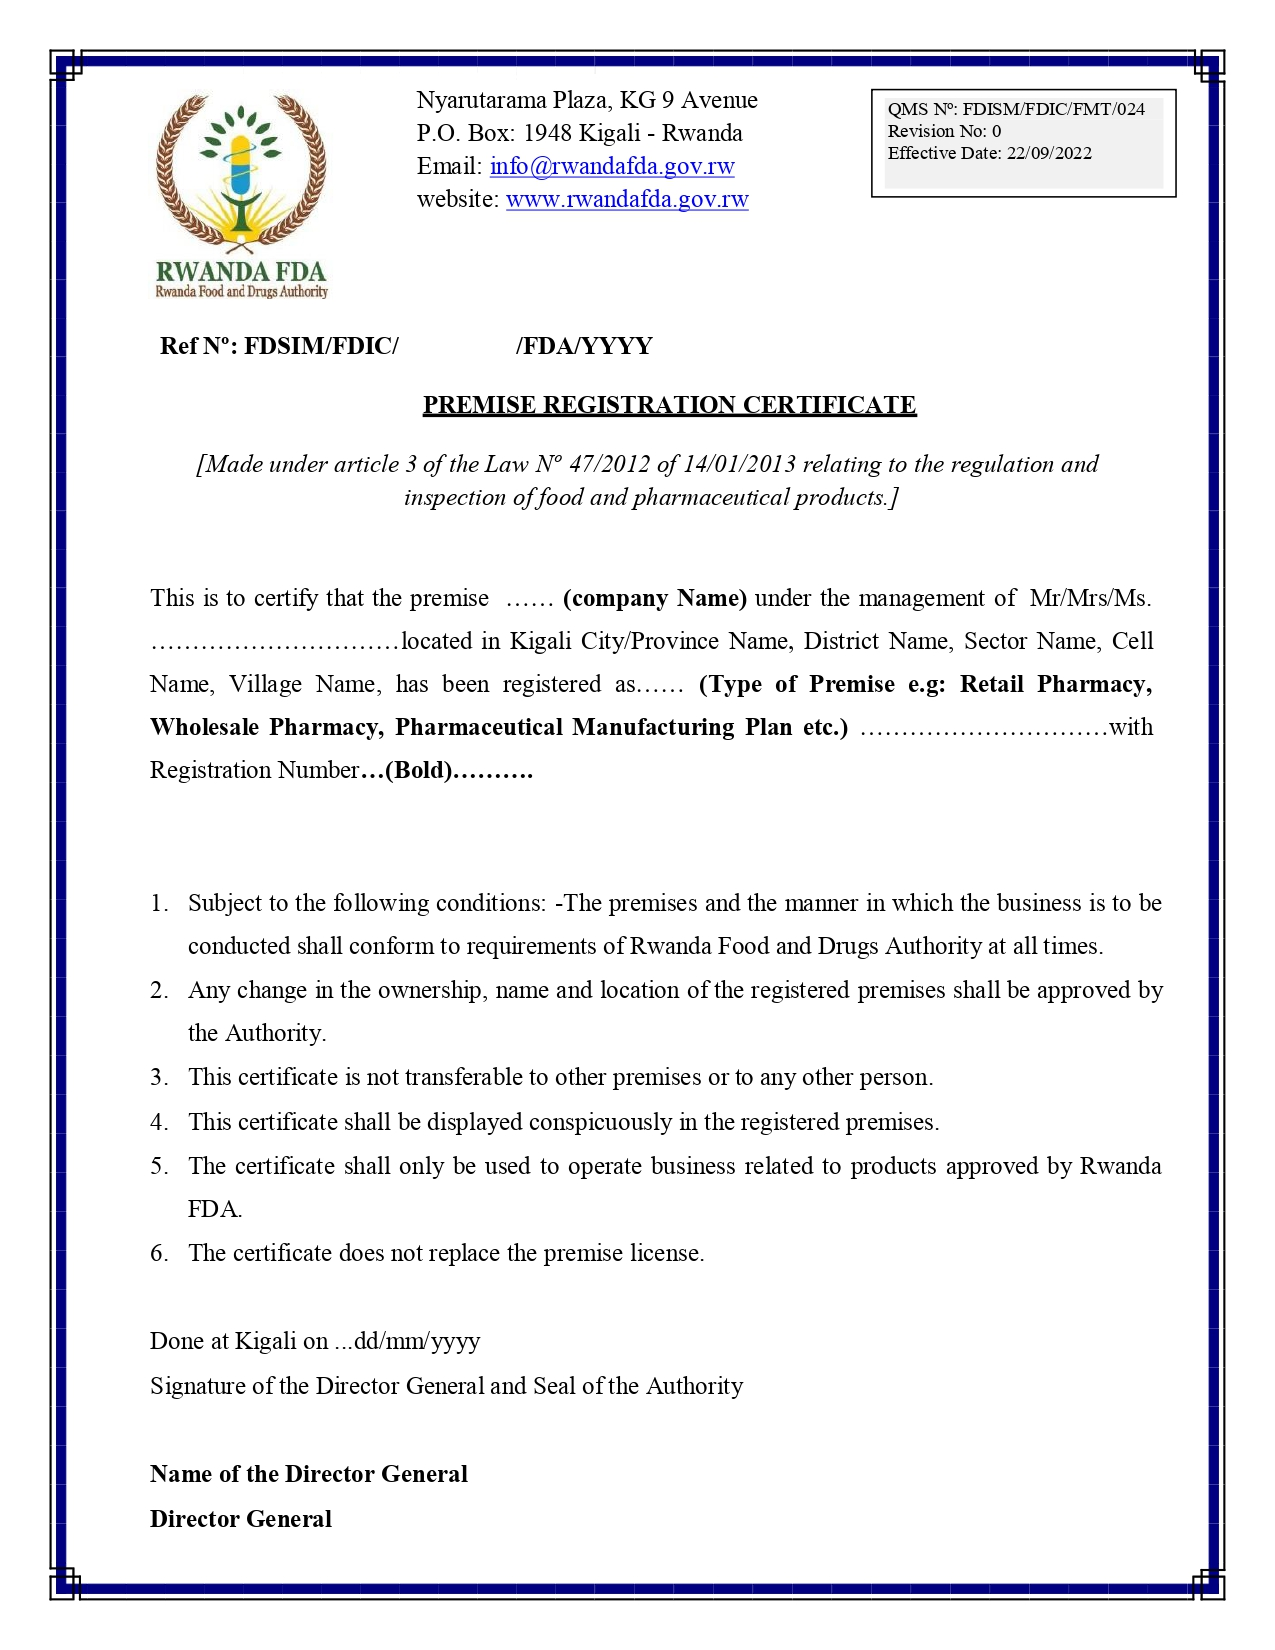 Nyarutarama Plaza, KG 9 Avenue
P.O. Box: 1948 Kigali - Rwanda
Email: info@rwandafda.gov.rw
website: www.rwandafda.gov.rw
QMS Nº: FDISM/FDIC/FMT/024
Revision No: 0
Effective Date: 22/09/2022
RWANDA FDA
Rwanda Food and Drugs Authority
Ref Nº: FDSIM/FDIC/ /FDA/YYYY
PREMISE REGISTRATION CERTIFICATE
[Made under article 3 of the Law Nº 47/2012 of 14/01/2013 relating to the regulation and
inspection of food and pharmaceutical products.]
This is to certify that the premise …… (company Name) under the management of Mr/Mrs/Ms.
…………………………located in Kigali City/Province Name, District Name, Sector Name, Cell
Name, Village Name, has been registered as…… (Type of Premise e.g: Retail Pharmacy,
Wholesale Pharmacy, Pharmaceutical Manufacturing Plan etc.) …………………………with
Registration Number…(Bold)……….
1. Subject to the following conditions: -The premises and the manner in which the business is to be
conducted shall conform to requirements of Rwanda Food and Drugs Authority at all times.
2. Any change in the ownership, name and location of the registered premises shall be approved by
the Authority.
3. This certificate is not transferable to other premises or to any other person.
4. This certificate shall be displayed conspicuously in the registered premises.
5. The certificate shall only be used to operate business related to products approved by Rwanda
FDA.
6. The certificate does not replace the premise license.
Done at Kigali on ...dd/mm/yyyy
Signature of the Director General and Seal of the Authority
Name of the Director General
Director General